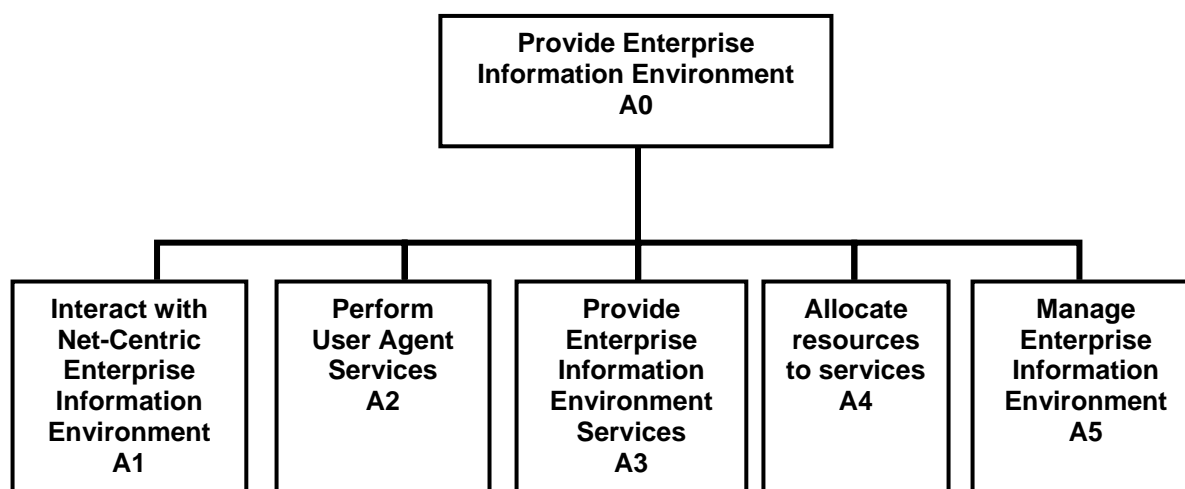 Provide Enterprise
Information Environment
A0
Interact with
Net-Centric
Enterprise
Information
Environment
A1
Perform
User Agent
Services
A2
Provide
Enterprise
Information
Environment
Services
A3
Allocate
resources
to services
A4
Manage
Enterprise
Information
Environment
A5